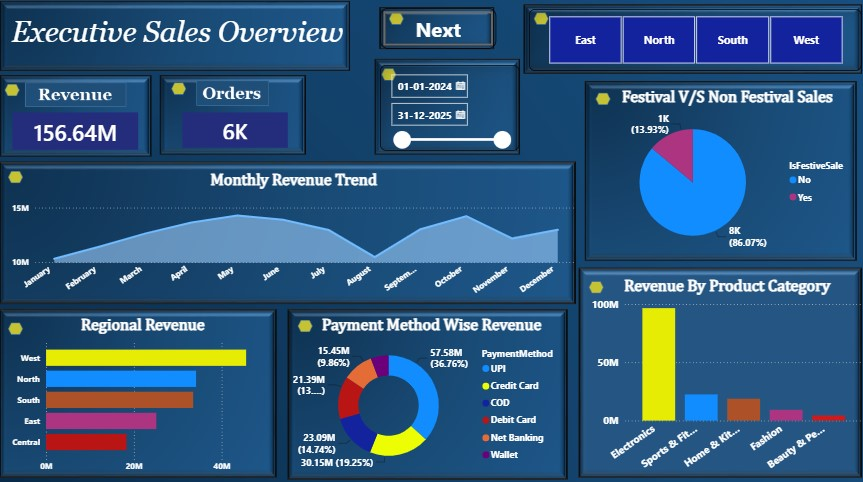 Executive Sales Overview
Next
East
North
South
West
Revenue
156.64M
Orders
6K
01-01-2024
31-12-2025
Festival V/S Non Festival Sales
1K
(13.93%)
8K
(86.07%)
IsFestiveSale
No
Yes
Monthly Revenue Trend
15M
10M
January
February
March
April
May
June
July
August
Septem...
October
November
December
Regional Revenue
West
North
South
East
Central
0M
20M
40M
Payment Method Wise Revenue
15.45M
(9.86%)
57.58M
(36.76%)
21.39M
(13....)
23.09M
(14.74%)
30.15M (19.25%)
PaymentMethod
UPI
Credit Card
COD
Debit Card
Net Banking
Wallet
Revenue By Product Category
100M
50M
0M
Electronics
Sports & Fit...
Home & Kit...
Fashion
Beauty & Pe...